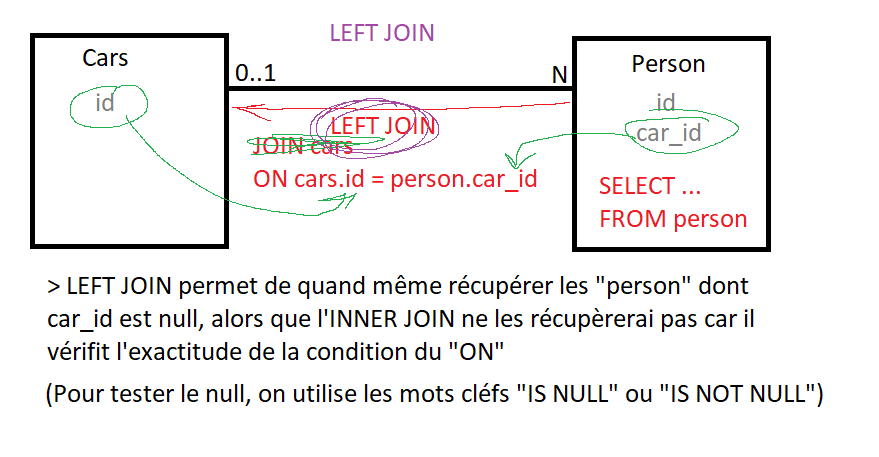 LEFT JOIN
Cars
0..1
N
Person
id
id
LEFT JOIN
car_id
JOIN cars
ON cars.id = person.car_id
SELECT ...
FROM person
> LEFT JOIN permet de quand même récupérer les "person" dont
car_id est null, alors que l'INNER JOIN ne les récupèrerai pas car il
vérifit l'exactitude de la condition du "ON"
(Pour tester le null, on utilise les mots cléfs "IS NULL" ou "IS NOT NULL")